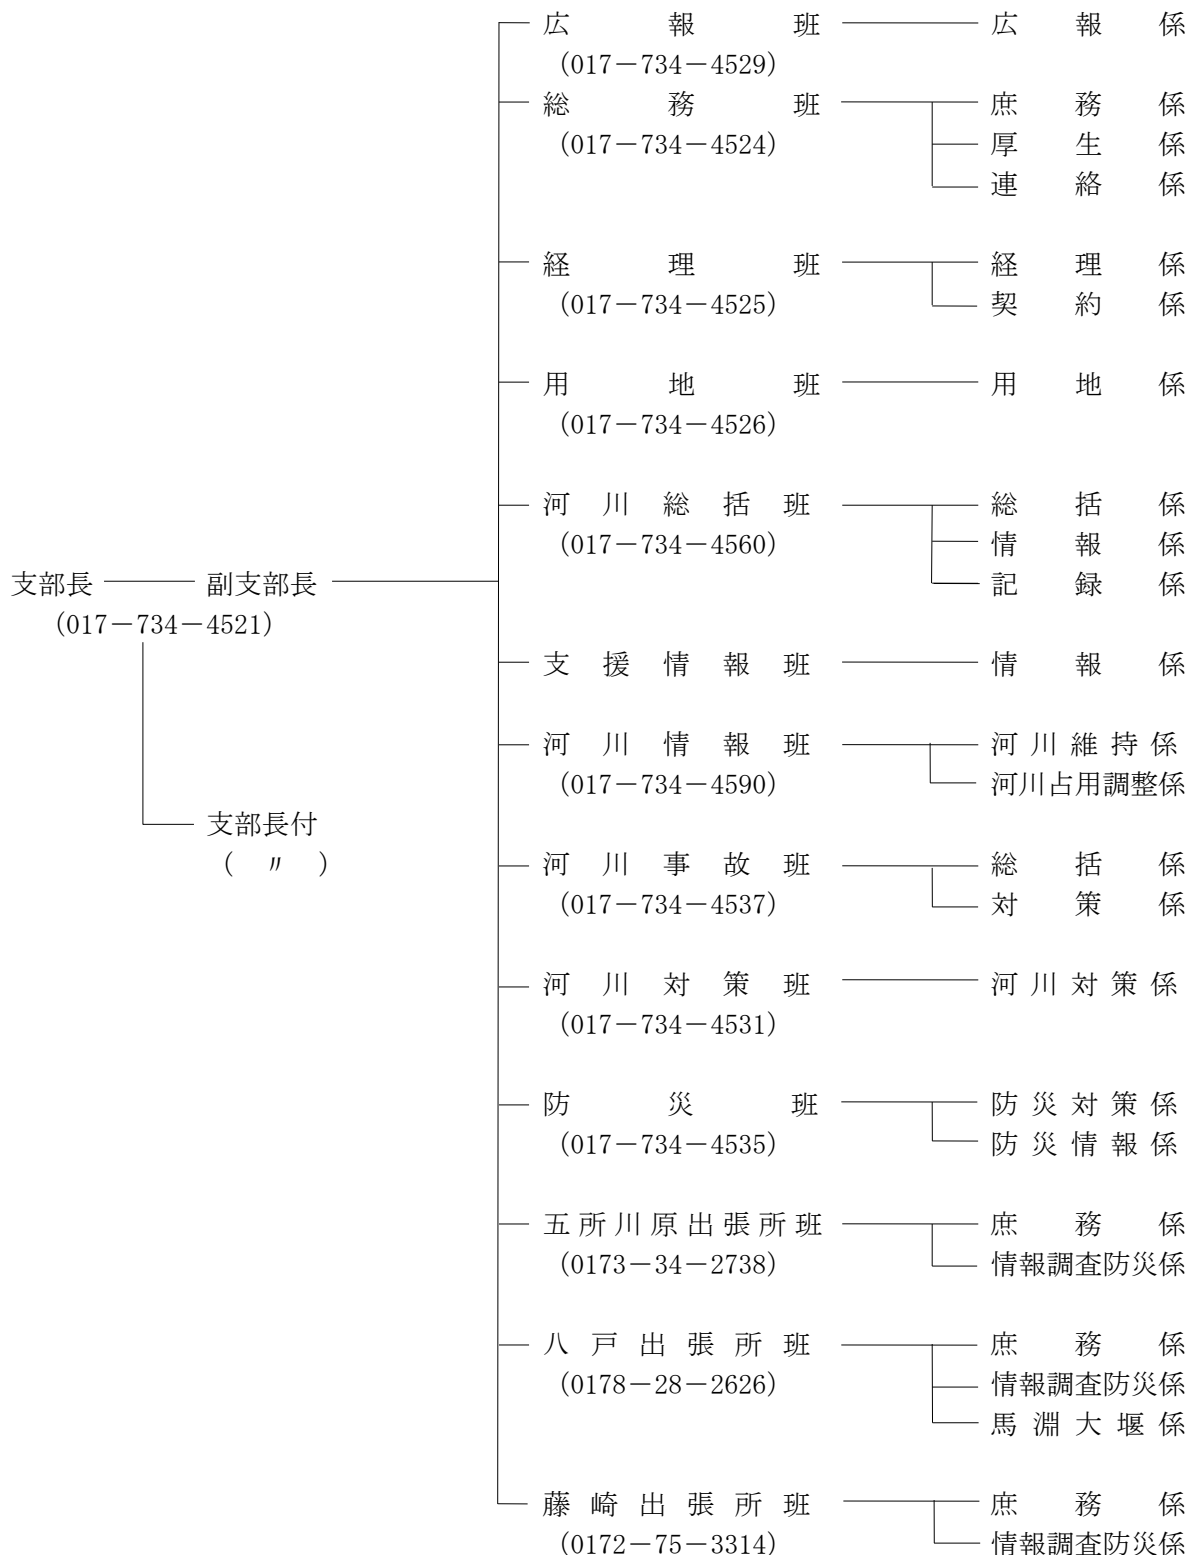 広報班 広報係
(017－734－4529)
総務班 庶務係
(017－734－4524) 厚生係
連絡係
経理班 経理係
(017－734－4525) 契約係
用地班 用地係
(017－734－4526)
河川総括班 総括係
(017－734－4560) 情報係
支部長 副支部長 記録係
(017－734－4521)
支援情報班 情報係
河川情報班 河川維持係
(017－734－4590) 河川占用調整係
支部長付
( 〃 ) 河川事故班 総括係
(017－734－4537) 対策係
河川対策班 河川対策係
(017－734－4531)
防災班 防災対策係
(017－734－4535) 防災情報係
五所川原出張所班 庶務係
(0173－34－2738) 情報調査防災係
八戸出張所班 庶務係
(0178－28－2626) 情報調査防災係
馬淵大堰係
藤崎出張所班 庶務係
(0172－75－3314) 情報調査防災係